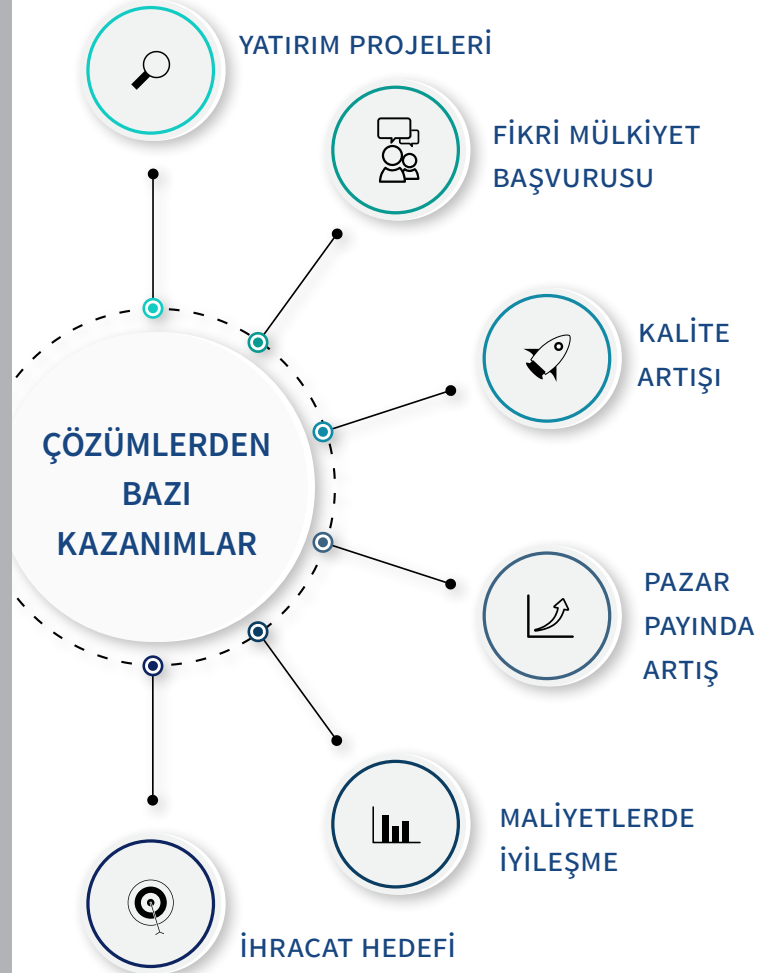 YATIRIM PROJELERİ
FİKRİ MÜLKİYET
BAŞVURUSU
KALİTE
ARTIŞI
ÇÖZÜMLERDEN
BAZI
KAZANIMLAR
PAZAR
PAYINDA
ARTIŞ
MALİYETLERDE
İYİLEŞME
İHRACAT HEDEFİ